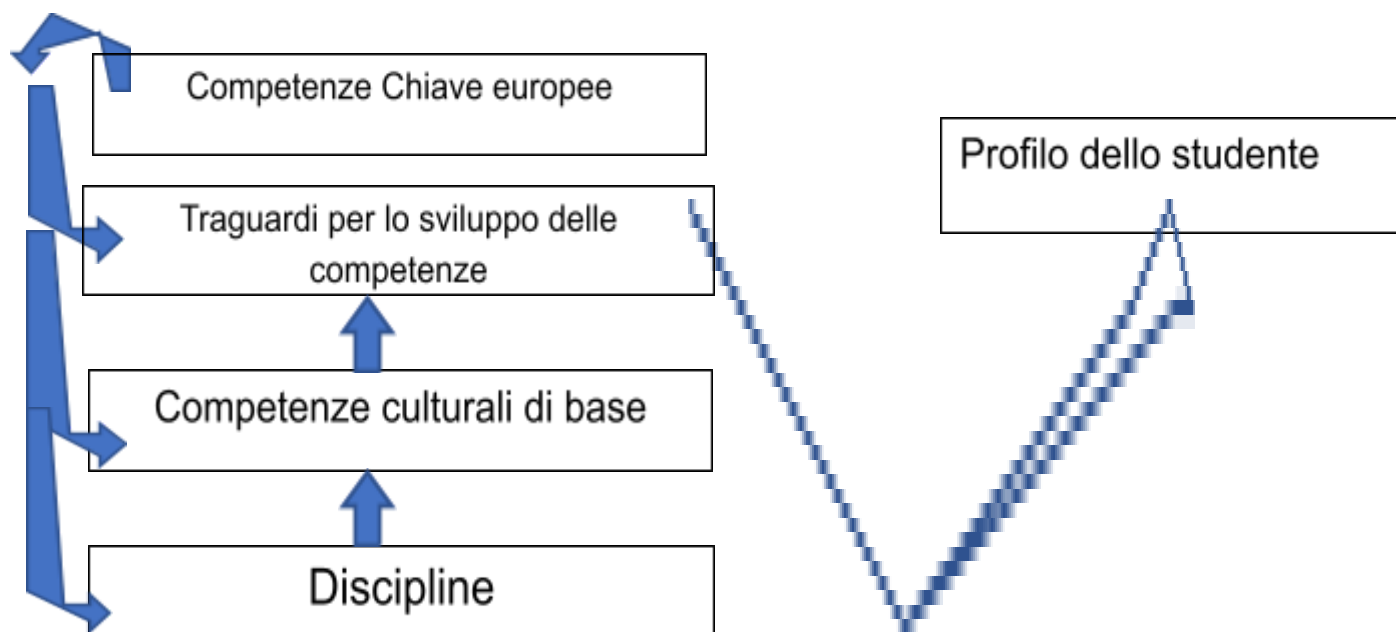 Competenze Chiave europee
Profilo dello studente
Traguardi per lo sviluppo delle
competenze
Competenze culturali di base
Discipline